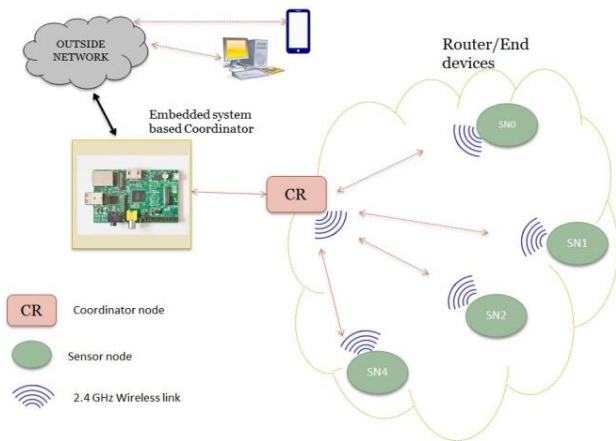 OUTSIDE
NETWORK
Router/End
devices
Embedded system
based Coordinator
SN0
CR
SN1
SN2
SN4
CR
Coordinator node
Sensor node
2.4 GHz Wireless link